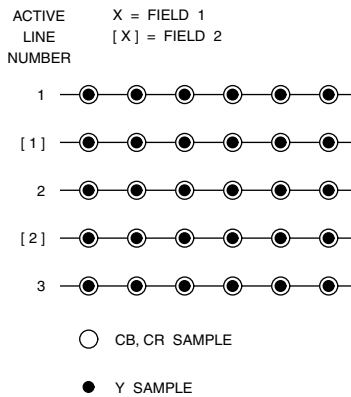 ACTIVE
LINE
NUMBER
X = FIELD 1
[ X ] = FIELD 2
1
[ 1 ]
2
[ 2 ]
3
CB, CR SAMPLE
Y SAMPLE